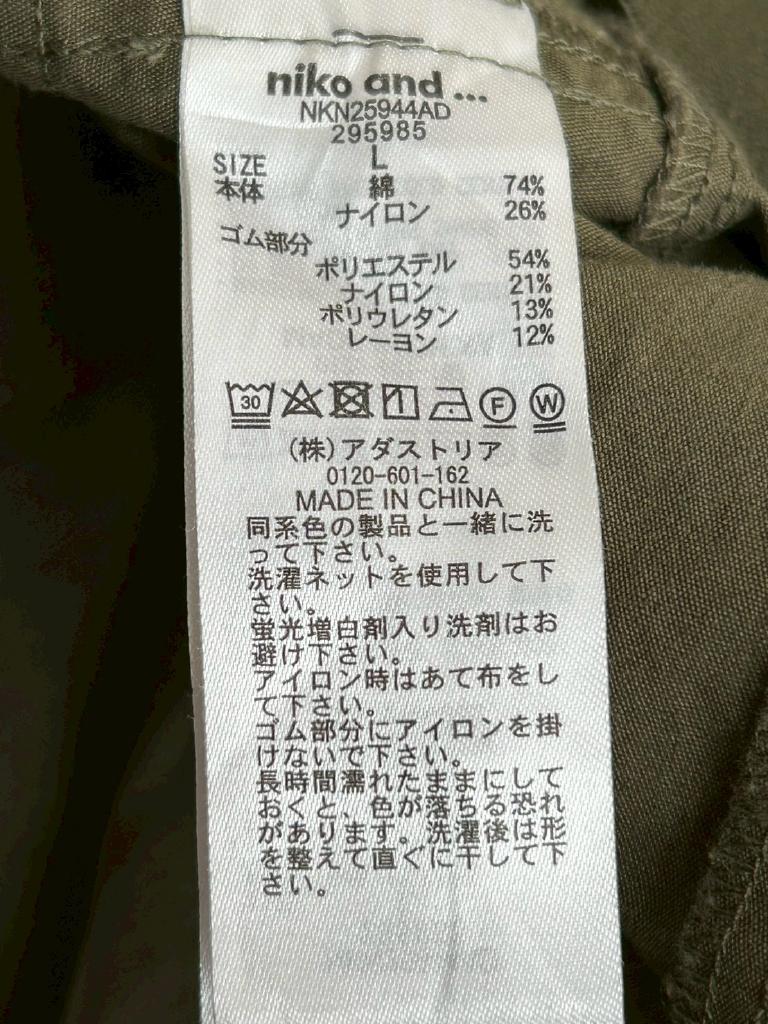 niko and ...
NKN25944AD
295985
SIZE L
本体 綿 74%
ナイロン 26%
ゴム部分
ポリエステル 54%
ナイロン 21%
ポリウレタン 13%
レーヨン 12%
30 F W
(株)アダストリア
0120-601-162
MADE IN CHINA
同系色の製品と一緒に洗
って下さい。
洗濯ネットを使用して下
さい。
蛍光増白剤入り洗剤はお
避け下さい。
アイロン時はあて布をし
て下さい。
ゴム部分にアイロンを掛
けないで下さい。
長時間濡れたままにして
おくと、色が落ちる恐れ
があります。洗濯後は形
を整えて直ぐに干して下
さい。